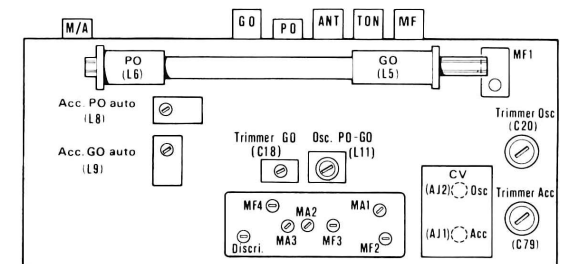 M/A
GO
PO
ANT
TON
MF
PO
(L6)
GO
(L5)
MF1
Acc. PO auto
(L8)
Trimmer Osc
(C20)
Acc. GO auto
(L9)
Trimmer GO
(C18)
Osc. PO-GO
(L11)
CV
(AJ2) Osc
(AJ1) Acc
Trimmer Acc
(C79)
MF4
MA2
MA1
Discri.
MA3
MF3
MF2